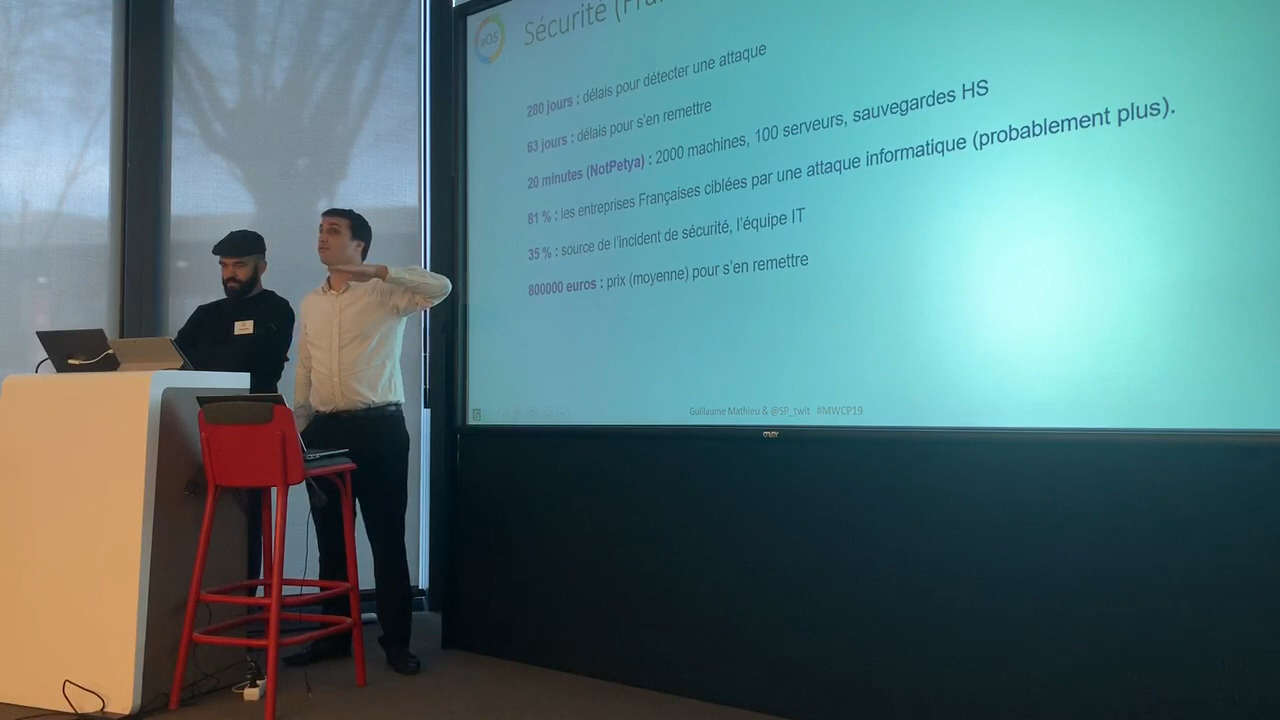 aOS
Sécurité (Fra
280 jours : délais pour détecter une attaque
63 jours : délais pour s'en remettre
20 minutes (NotPetya) : 2000 machines, 100 serveurs, sauvegardes HS
81 % : les entreprises Françaises ciblées par une attaque informatique (probablement plus).
35 % : source de l'incident de sécurité, l'équipe IT
800000 euros : prix (moyenne) pour s'en remettre
Guillaume Mathieu & @SP_twit #MWCP19